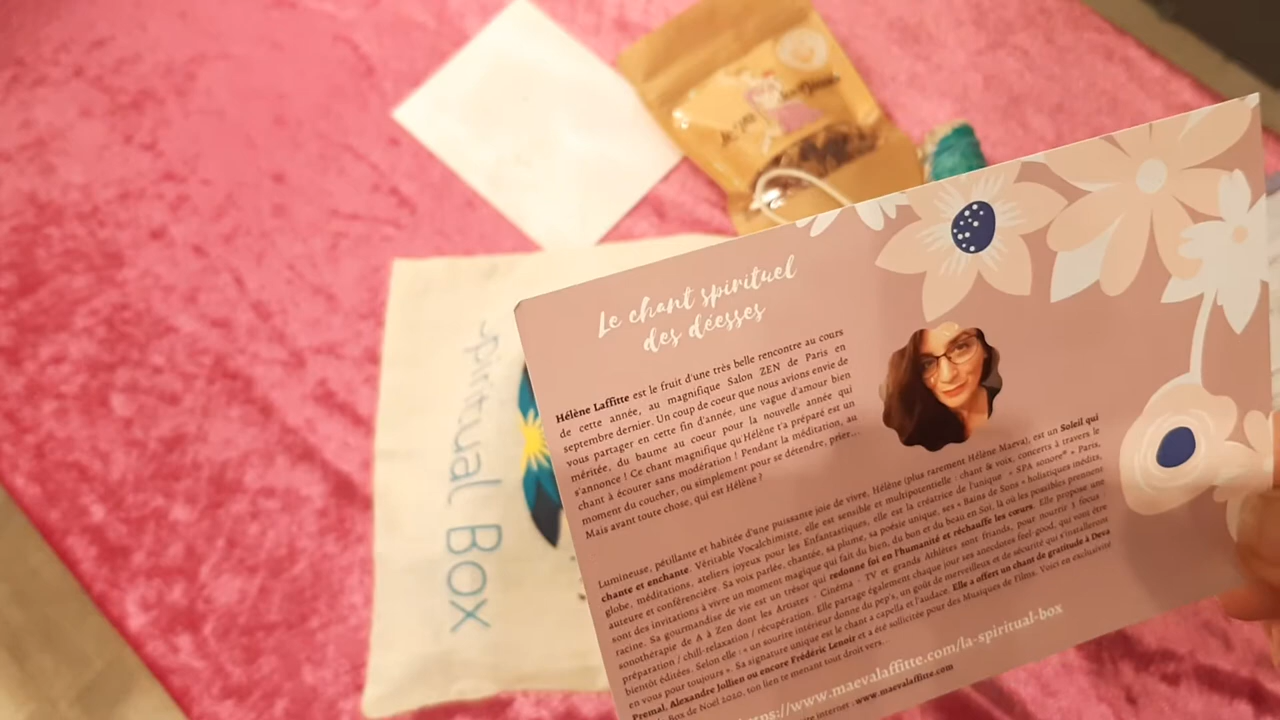 Le chant spirituel
des déesses
Hélène Laffitte est le fruit d'une très belle rencontre au cours
de cette année, au magnifique Salon ZEN de Paris en
septembre dernier. Un coup de coeur que nous avions envie de
vous partager en cette fin d'année, une vague d'amour bien
méritée, du baume au coeur pour la nouvelle année qui
s'annonce ! Ce chant magnifique qu'Hélène t'a préparé est un
chant à écouter sans modération ! Pendant la méditation, au
moment du coucher, ou simplement pour se détendre, prier...
Mais avant toute chose, qui est Hélène ?
Lumineuse, pétillante et habitée d'une puissante joie de vivre, Hélène (plus rarement Hélène Maeva), est un Soleil qui
chante et enchante. Véritable Vocalchimiste, elle est sensible et multipotentielle : chant & voix, concerts à travers le
globe, méditations, ateliers joyeux pour les Enfantastiques, elle est la créatrice de l'unique « SPA sonore® » Paris,
auteure et conférencière. Sa voix parlée, chantée, sa plume, sa poésie unique, ses « Bains de Sons » holistiques inédits,
sont des invitations à vivre un moment magique qui fait du bien, du bon et du beau en Soi, là où les possibles prennent
racine. Sa gourmandise de vie est un trésor qui redonne foi en l'humanité et réchauffe les cœurs. Elle propose une
sonothérapie de A à Zen dont les Artistes - Cinéma - TV et grands Athlètes sont friands, pour nourrir 3 focus :
préparation / chill-relaxation / récupération. Elle partage également chaque jour ses anecdotes feel-good, qui vont être
bientôt éditées. Selon elle : « un sourire intérieur donne du pep's, un goût de merveilleux et de sécurité qui s'installeront
en vous pour toujours ». Sa signature unique est le chant a capella et l'audace. Elle a offert un chant de gratitude à Deva
Premal, Alexandre Jollien ou encore Frédéric Lenoir et a été sollicitée pour des Musiques de Films. Voici en exclusivité
Box de Noël 2020, ton lien te menant tout droit vers...
https://www.maevalaffitte.com/la-spiritual-box
internet : www.maevalaffitte.com
Spiritual Box